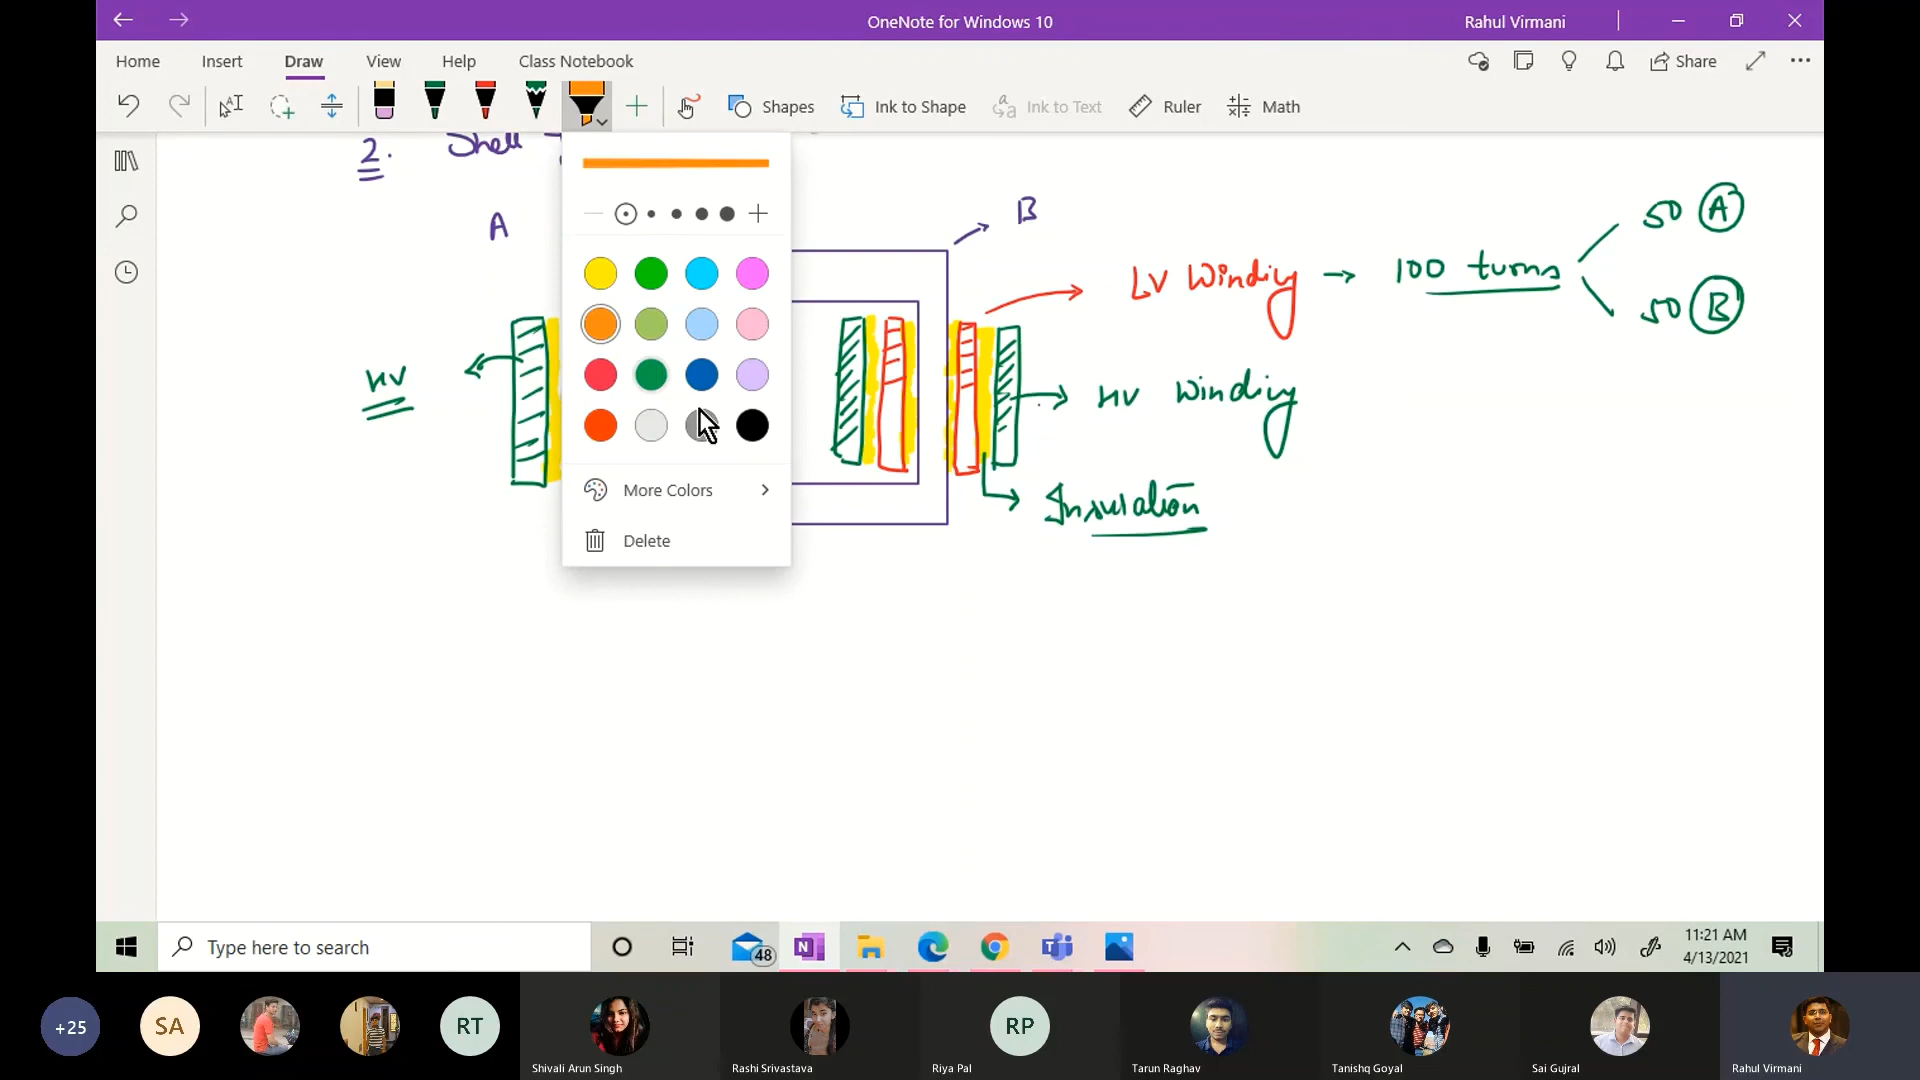 OneNote for Windows 10
Rahul Virmani
Home Insert Draw View Help Class Notebook
Share
Shapes Ink to Shape Ink to Text Ruler Math
2. Shell
A
B
LV Winding → 100 turns
50 A
50 B
HV
HV Winding
Insulation
More Colors
Delete
Type here to search
48
11:21 AM
4/13/2021
+25
SA
RT
RP
Shivali Arun Singh
Rashi Srivastava
Riya Pal
Tarun Raghav
Tanishq Goyal
Sai Gujral
Rahul Virmani